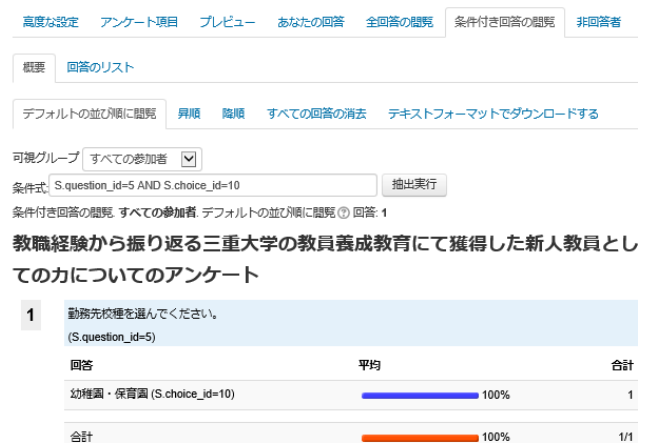 高度な設定 アンケート項目 プレビュー あなたの回答 全回答の閲覧 条件付き回答の閲覧 非回答者
概要 回答のリスト
デフォルトの並び順に閲覧 昇順 降順 すべての回答の消去 テキストフォーマットでダウンロードする
可視グループ すべての参加者
条件式: S.question_id=5 AND S.choice_id=10 抽出実行
条件付き回答の閲覧. すべての参加者. デフォルトの並び順に閲覧 ? 回答: 1
教職経験から振り返る三重大学の教員養成教育にて獲得した新人教員とし
ての力についてのアンケート
1 勤務先校種を選んでください。
(S.question_id=5)
回答 平均 合計
幼稚園・保育園 (S.choice_id=10) 100% 1
合計 100% 1/1